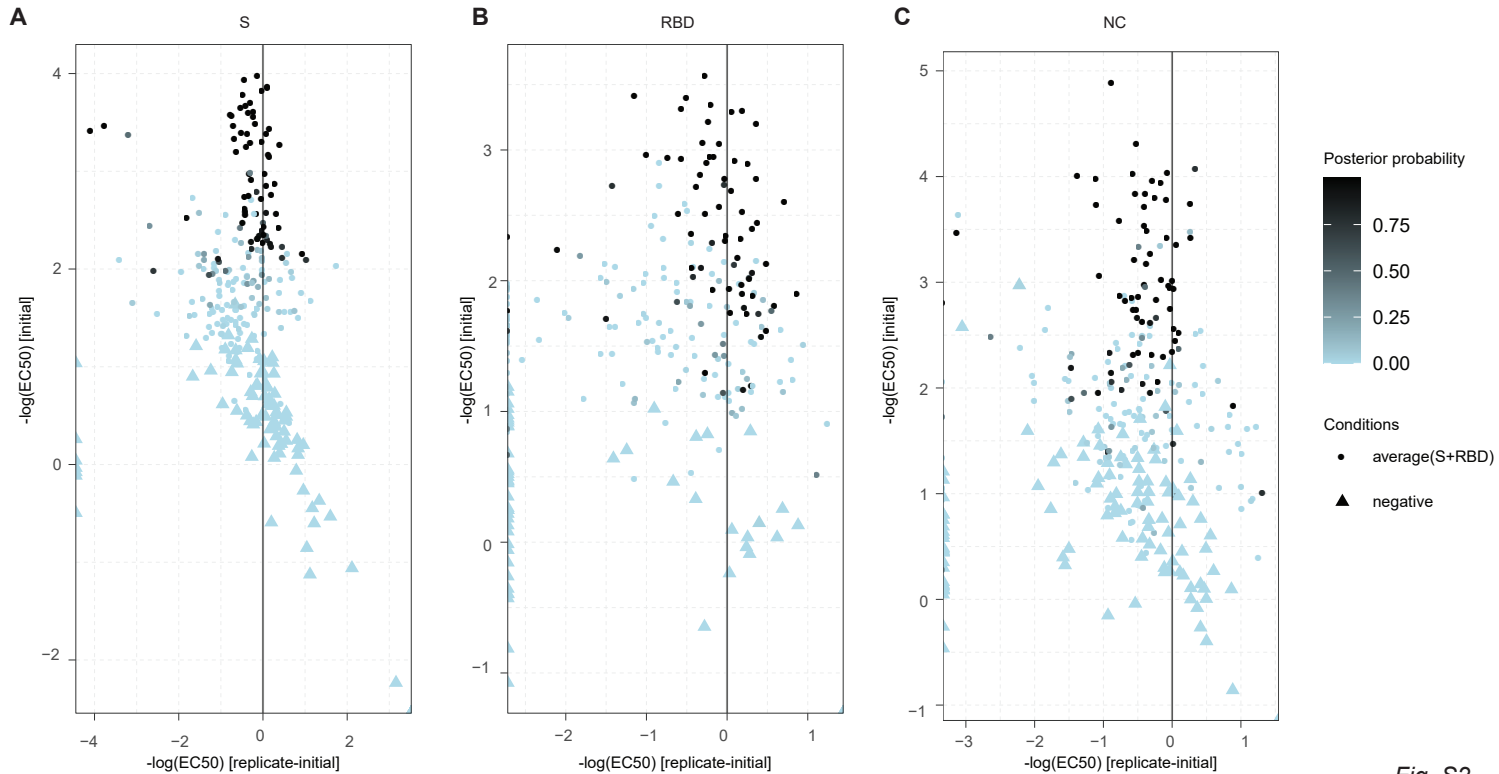 A
S
4
2
0
−2
-log(EC50) [initial]
−4
−2
0
2
-log(EC50) [replicate-initial]
B
RBD
3
2
1
0
−1
-log(EC50) [initial]
−2
−1
0
1
-log(EC50) [replicate-initial]
C
NC
5
4
3
2
1
0
−1
-log(EC50) [initial]
−3
−2
−1
0
1
-log(EC50) [replicate-initial]
Posterior probability
0.75
0.50
0.25
0.00
Conditions
average(S+RBD)
negative
Fig. S2